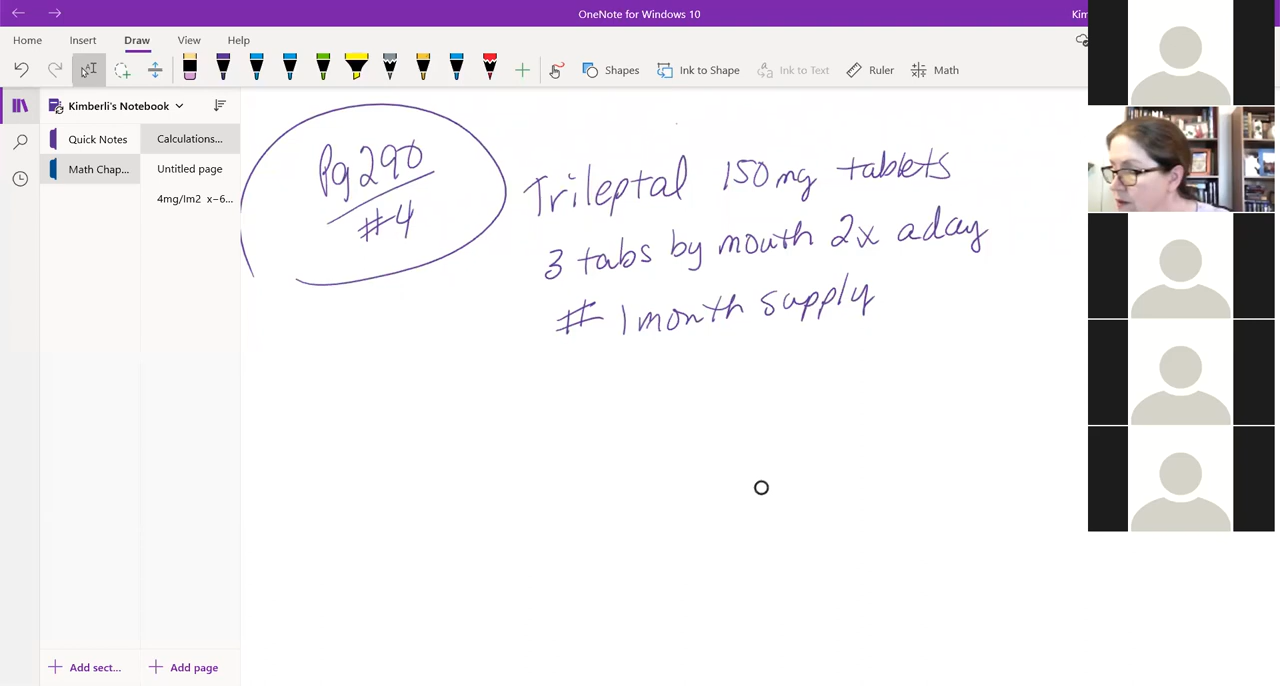 OneNote for Windows 10
Kim
Home Insert Draw View Help
Shapes Ink to Shape Ink to Text Ruler Math
Kimberli's Notebook
Quick Notes
Math Chap...
Calculations...
Untitled page
4mg/lm2 x-6...
Pg 290
#4
Trileptal 150mg tablets
3 tabs by mouth 2x a day
# 1 month supply
Add sect... Add page